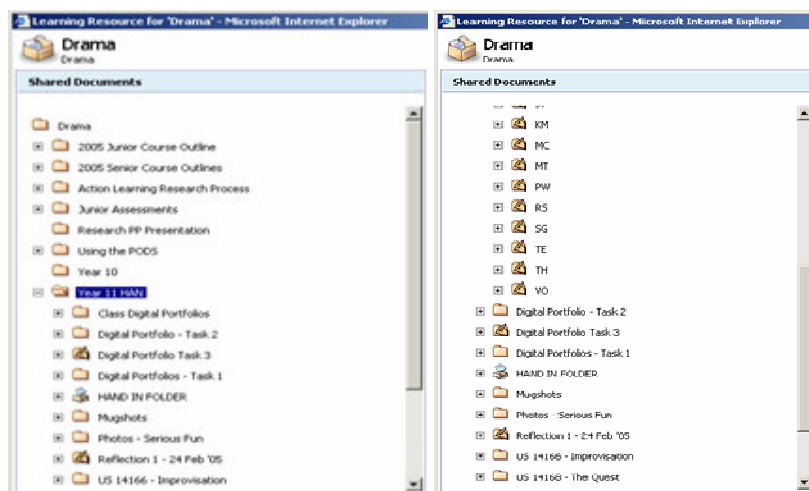 Learning Resource for 'Drama' - Microsoft Internet Explorer
Drama
Drama
Shared Documents
Drama
2005 Junior Course Outline
2005 Senior Course Outlines
Action Learning Research Process
Junior Assessments
Research PP Presentation
Using the PODS
Year 10
Year 11 HAN
Class Digital Portfolios
Digital Portfolio - Task 2
Digital Portfolio Task 3
Digital Portfolios - Task 1
HAND IN FOLDER
Mugshots
Photos - Serious Fun
Reflection 1 - 24 Feb '05
US 14166 - Improvisation
Learning Resource for 'Drama' - Microsoft Internet Explorer
Drama
Drama
Shared Documents
KM
MC
MT
PW
RS
SG
TE
TH
VO
Digital Portfolio - Task 2
Digital Portfolio Task 3
Digital Portfolios - Task 1
HAND IN FOLDER
Mugshots
Photos - Serious Fun
Reflection 1 - 24 Feb '05
US 14166 - Improvisation
US 14168 - The Quest